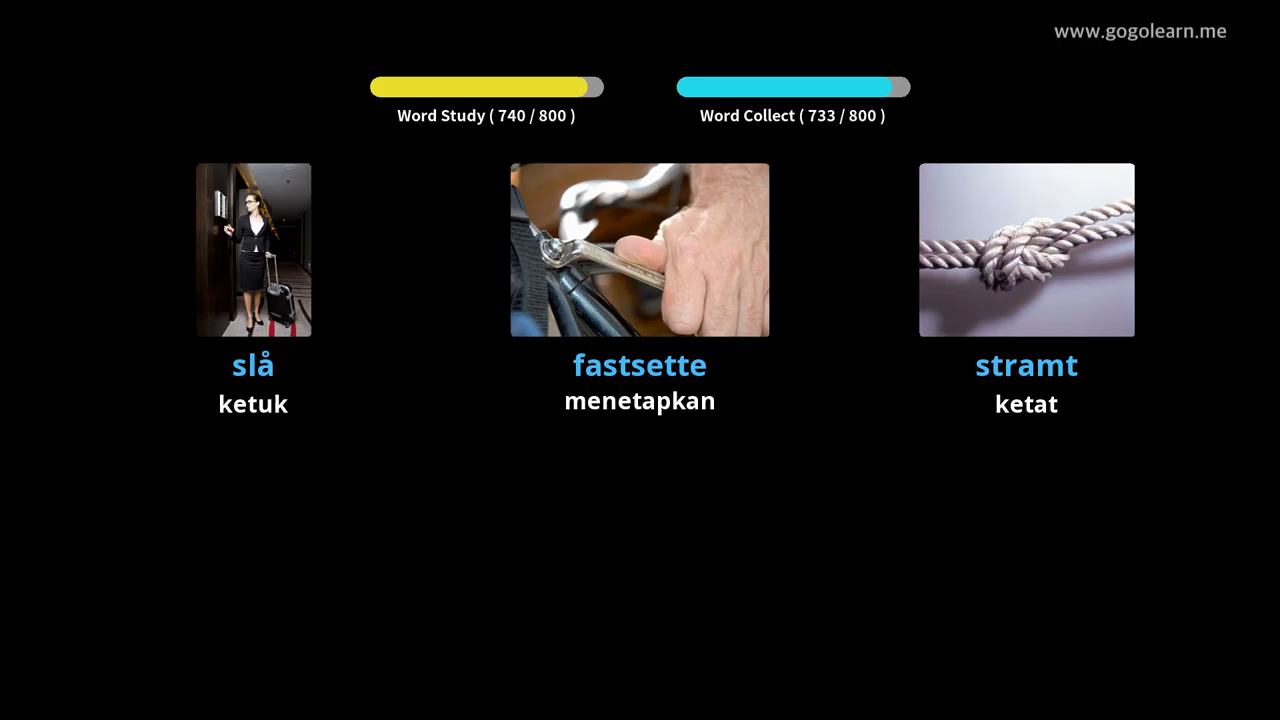 www.gogolearn.me
Word Study ( 740 / 800 )
Word Collect ( 733 / 800 )
slå
fastsette
stramt
ketuk
menetapkan
ketat